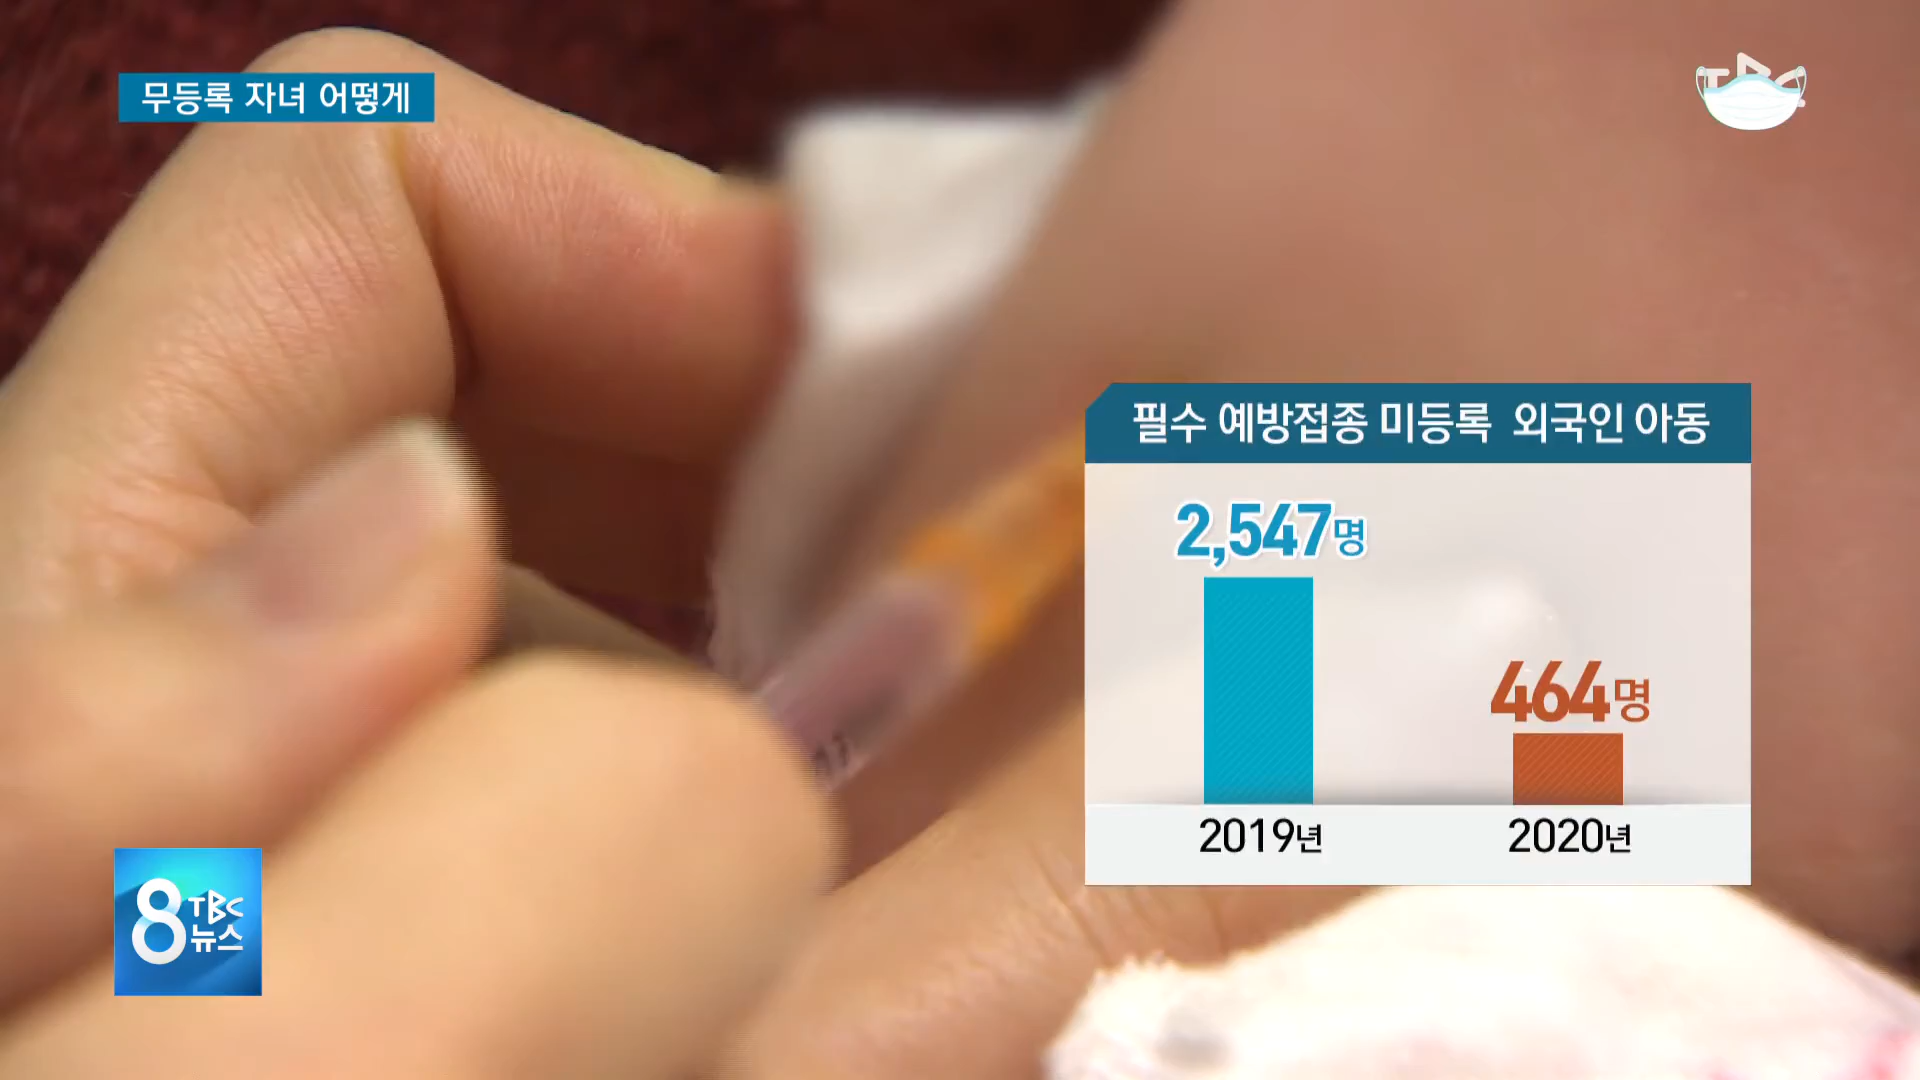 무등록 자녀 어떻게
TBC
필수 예방접종 미등록 외국인 아동
2,547명
464명
2019년
2020년
8 TBC
뉴스